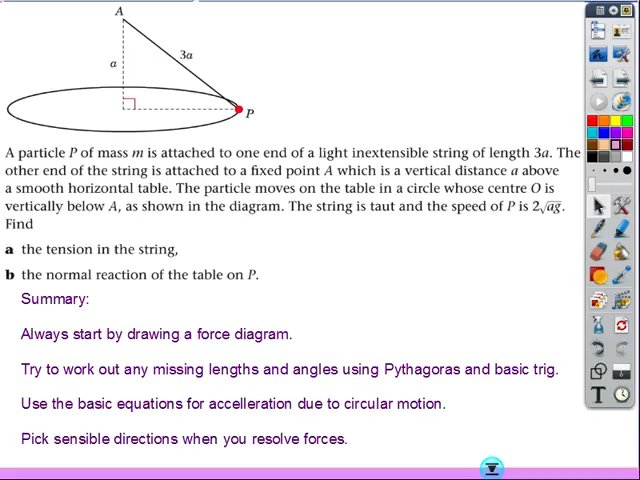 A
3a
a
P
A particle P of mass m is attached to one end of a light inextensible string of length 3a. The
other end of the string is attached to a fixed point A which is a vertical distance a above
a smooth horizontal table. The particle moves on the table in a circle whose centre O is
vertically below A, as shown in the diagram. The string is taut and the speed of P is 2√ag.
Find
a the tension in the string,
b the normal reaction of the table on P.
Summary:
Always start by drawing a force diagram.
Try to work out any missing lengths and angles using Pythagoras and basic trig.
Use the basic equations for accelleration due to circular motion.
Pick sensible directions when you resolve forces.
T